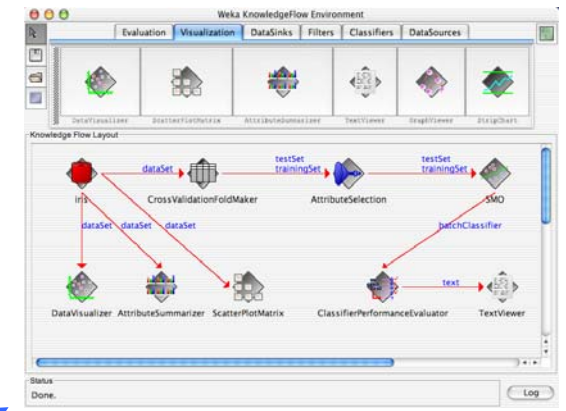 Weka KnowledgeFlow Environment
Evaluation Visualization DataSinks Filters Classifiers DataSources
DataVisualizer ScatterPlotMatrix AttributeSummarizer TextViewer GraphViewer StripChart
Knowledge Flow Layout
dataSet testSet trainingSet testSet trainingSet
iris CrossValidationFoldMaker AttributeSelection SMO
dataSet dataSet dataSet batchClassifier
text
DataVisualizer AttributeSummarizer ScatterPlotMatrix ClassifierPerformanceEvaluator TextViewer
Status
Done.
Log